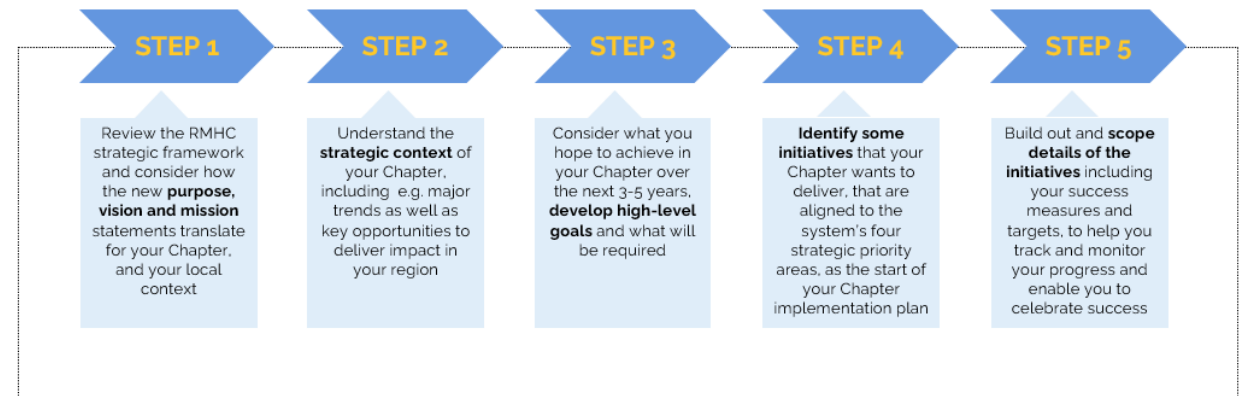 STEP 1
Review the RMHC
strategic framework
and consider how
the new purpose,
vision and mission
statements translate
for your Chapter,
and your local
context
STEP 2
Understand the
strategic context of
your Chapter,
including  e.g. major
trends as well as
key opportunities to
deliver impact in
your region
STEP 3
Consider what you
hope to achieve in
your Chapter over
the next 3-5 years,
develop high-level
goals and what will
be required
STEP 4
Identify some
initiatives that your
Chapter wants to
deliver, that are
aligned to the
system's four
strategic priority
areas, as the start of
your Chapter
implementation plan
STEP 5
Build out and scope
details of the
initiatives including
your success
measures and
targets, to help you
track and monitor
your progress and
enable you to
celebrate success